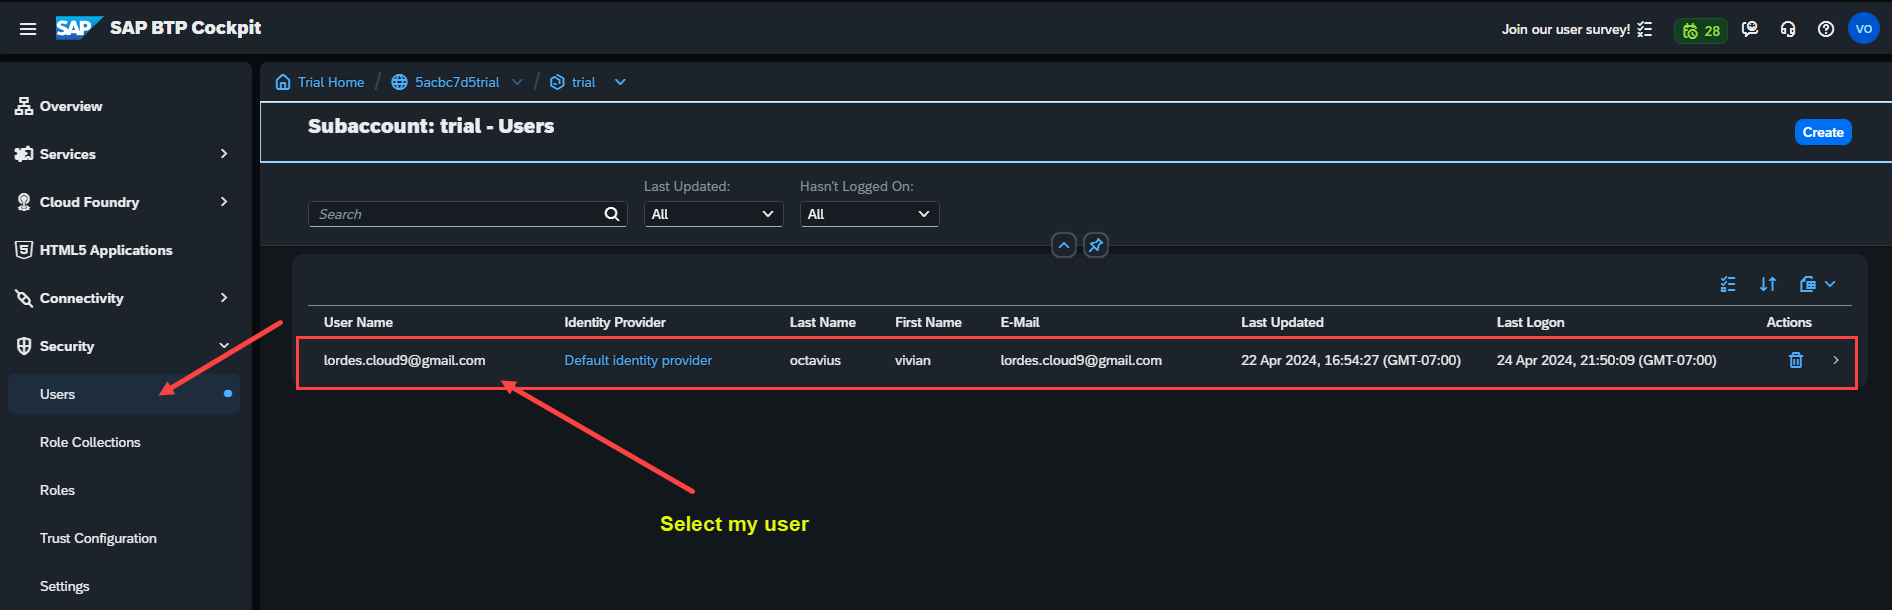 SAP SAP BTP Cockpit
Join our user survey!
28
VO
Overview
Services
Cloud Foundry
HTML5 Applications
Connectivity
Security
Users
Role Collections
Roles
Trust Configuration
Settings
Trial Home / 5acbc7d5trial / trial
Subaccount: trial - Users
Create
Last Updated: Hasn't Logged On:
Search All All
User Name Identity Provider Last Name First Name E-Mail Last Updated Last Logon Actions
lordes.cloud9@gmail.com Default identity provider octavius vivian lordes.cloud9@gmail.com 22 Apr 2024, 16:54:27 (GMT-07:00) 24 Apr 2024, 21:50:09 (GMT-07:00)
Select my user